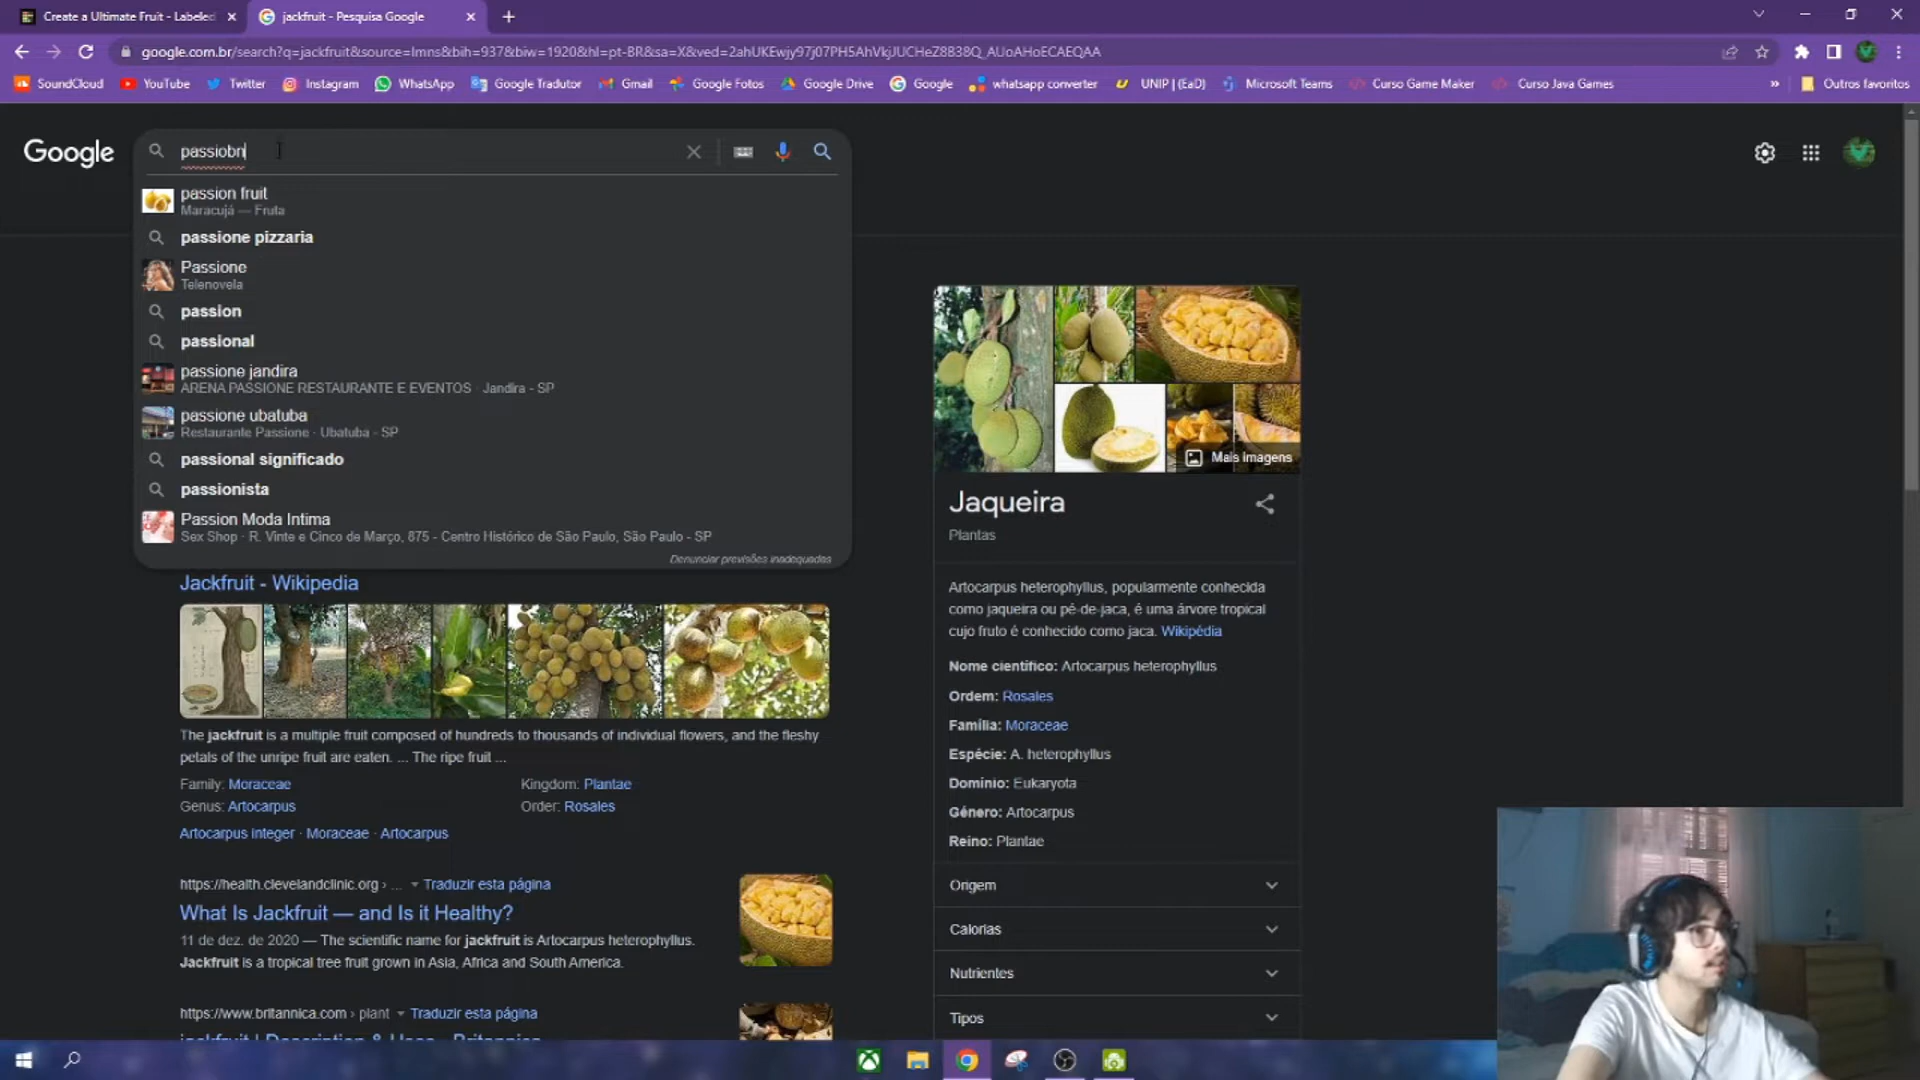 Create a Ultimate Fruit - Labeled
jackfruit - Pesquisa Google
google.com.br/search?q=jackfruit&source=lmns&bih=937&biw=1920&hl=pt-BR&sa=X&ved=2ahUKEwjy97j07PH5AhVkjJUCHeZ8B38Q_AUoAHoECAEQAA
SoundCloud YouTube Twitter Instagram WhatsApp Google Tradutor Gmail Google Fotos Google Drive Google whatsapp converter UNIP | (EaD) Microsoft Teams Curso Game Maker Curso Java Games » Outros favoritos
Google
passiobn
passion fruit
Maracujá — Fruta
passione pizzaria
Passione
Telenovela
passion
passional
passione jandira
ARENA PASSIONE RESTAURANTE E EVENTOS · Jandira - SP
passione ubatuba
Restaurante Passione · Ubatuba - SP
passional significado
passionista
Passion Moda Intima
Sex Shop · R. Vinte e Cinco de Março, 875 - Centro Histórico de São Paulo, São Paulo - SP
Denunciar previsões inadequadas
Jackfruit - Wikipedia
The jackfruit is a multiple fruit composed of hundreds to thousands of individual flowers, and the fleshy
petals of the unripe fruit are eaten. ... The ripe fruit ...
Family: Moraceae Kingdom: Plantae
Genus: Artocarpus Order: Rosales
Artocarpus integer · Moraceae · Artocarpus
https://health.clevelandclinic.org › ... Traduzir esta página
What Is Jackfruit — and Is it Healthy?
11 de dez. de 2020 — The scientific name for jackfruit is Artocarpus heterophyllus.
Jackfruit is a tropical tree fruit grown in Asia, Africa and South America.
https://www.britannica.com › plant Traduzir esta página
jackfruit | Description & Uses - Britannica
Mais imagens
Jaqueira
Plantas
Artocarpus heterophyllus, popularmente conhecida
como jaqueira ou pé-de-jaca, é uma árvore tropical
cujo fruto é conhecido como jaca. Wikipédia
Nome científico: Artocarpus heterophyllus
Ordem: Rosales
Família: Moraceae
Espécie: A. heterophyllus
Domínio: Eukaryota
Género: Artocarpus
Reino: Plantae
Origem
Calorias
Nutrientes
Tipos